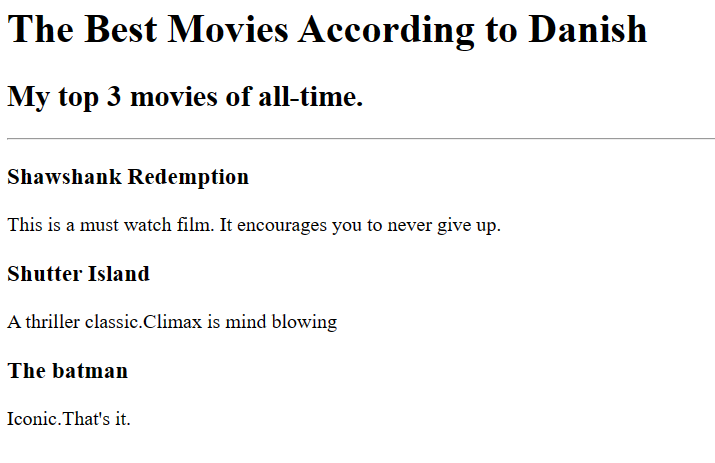 The Best Movies According to Danish
My top 3 movies of all-time.
Shawshank Redemption
This is a must watch film. It encourages you to never give up.
Shutter Island
A thriller classic.Climax is mind blowing
The batman
Iconic.That's it.